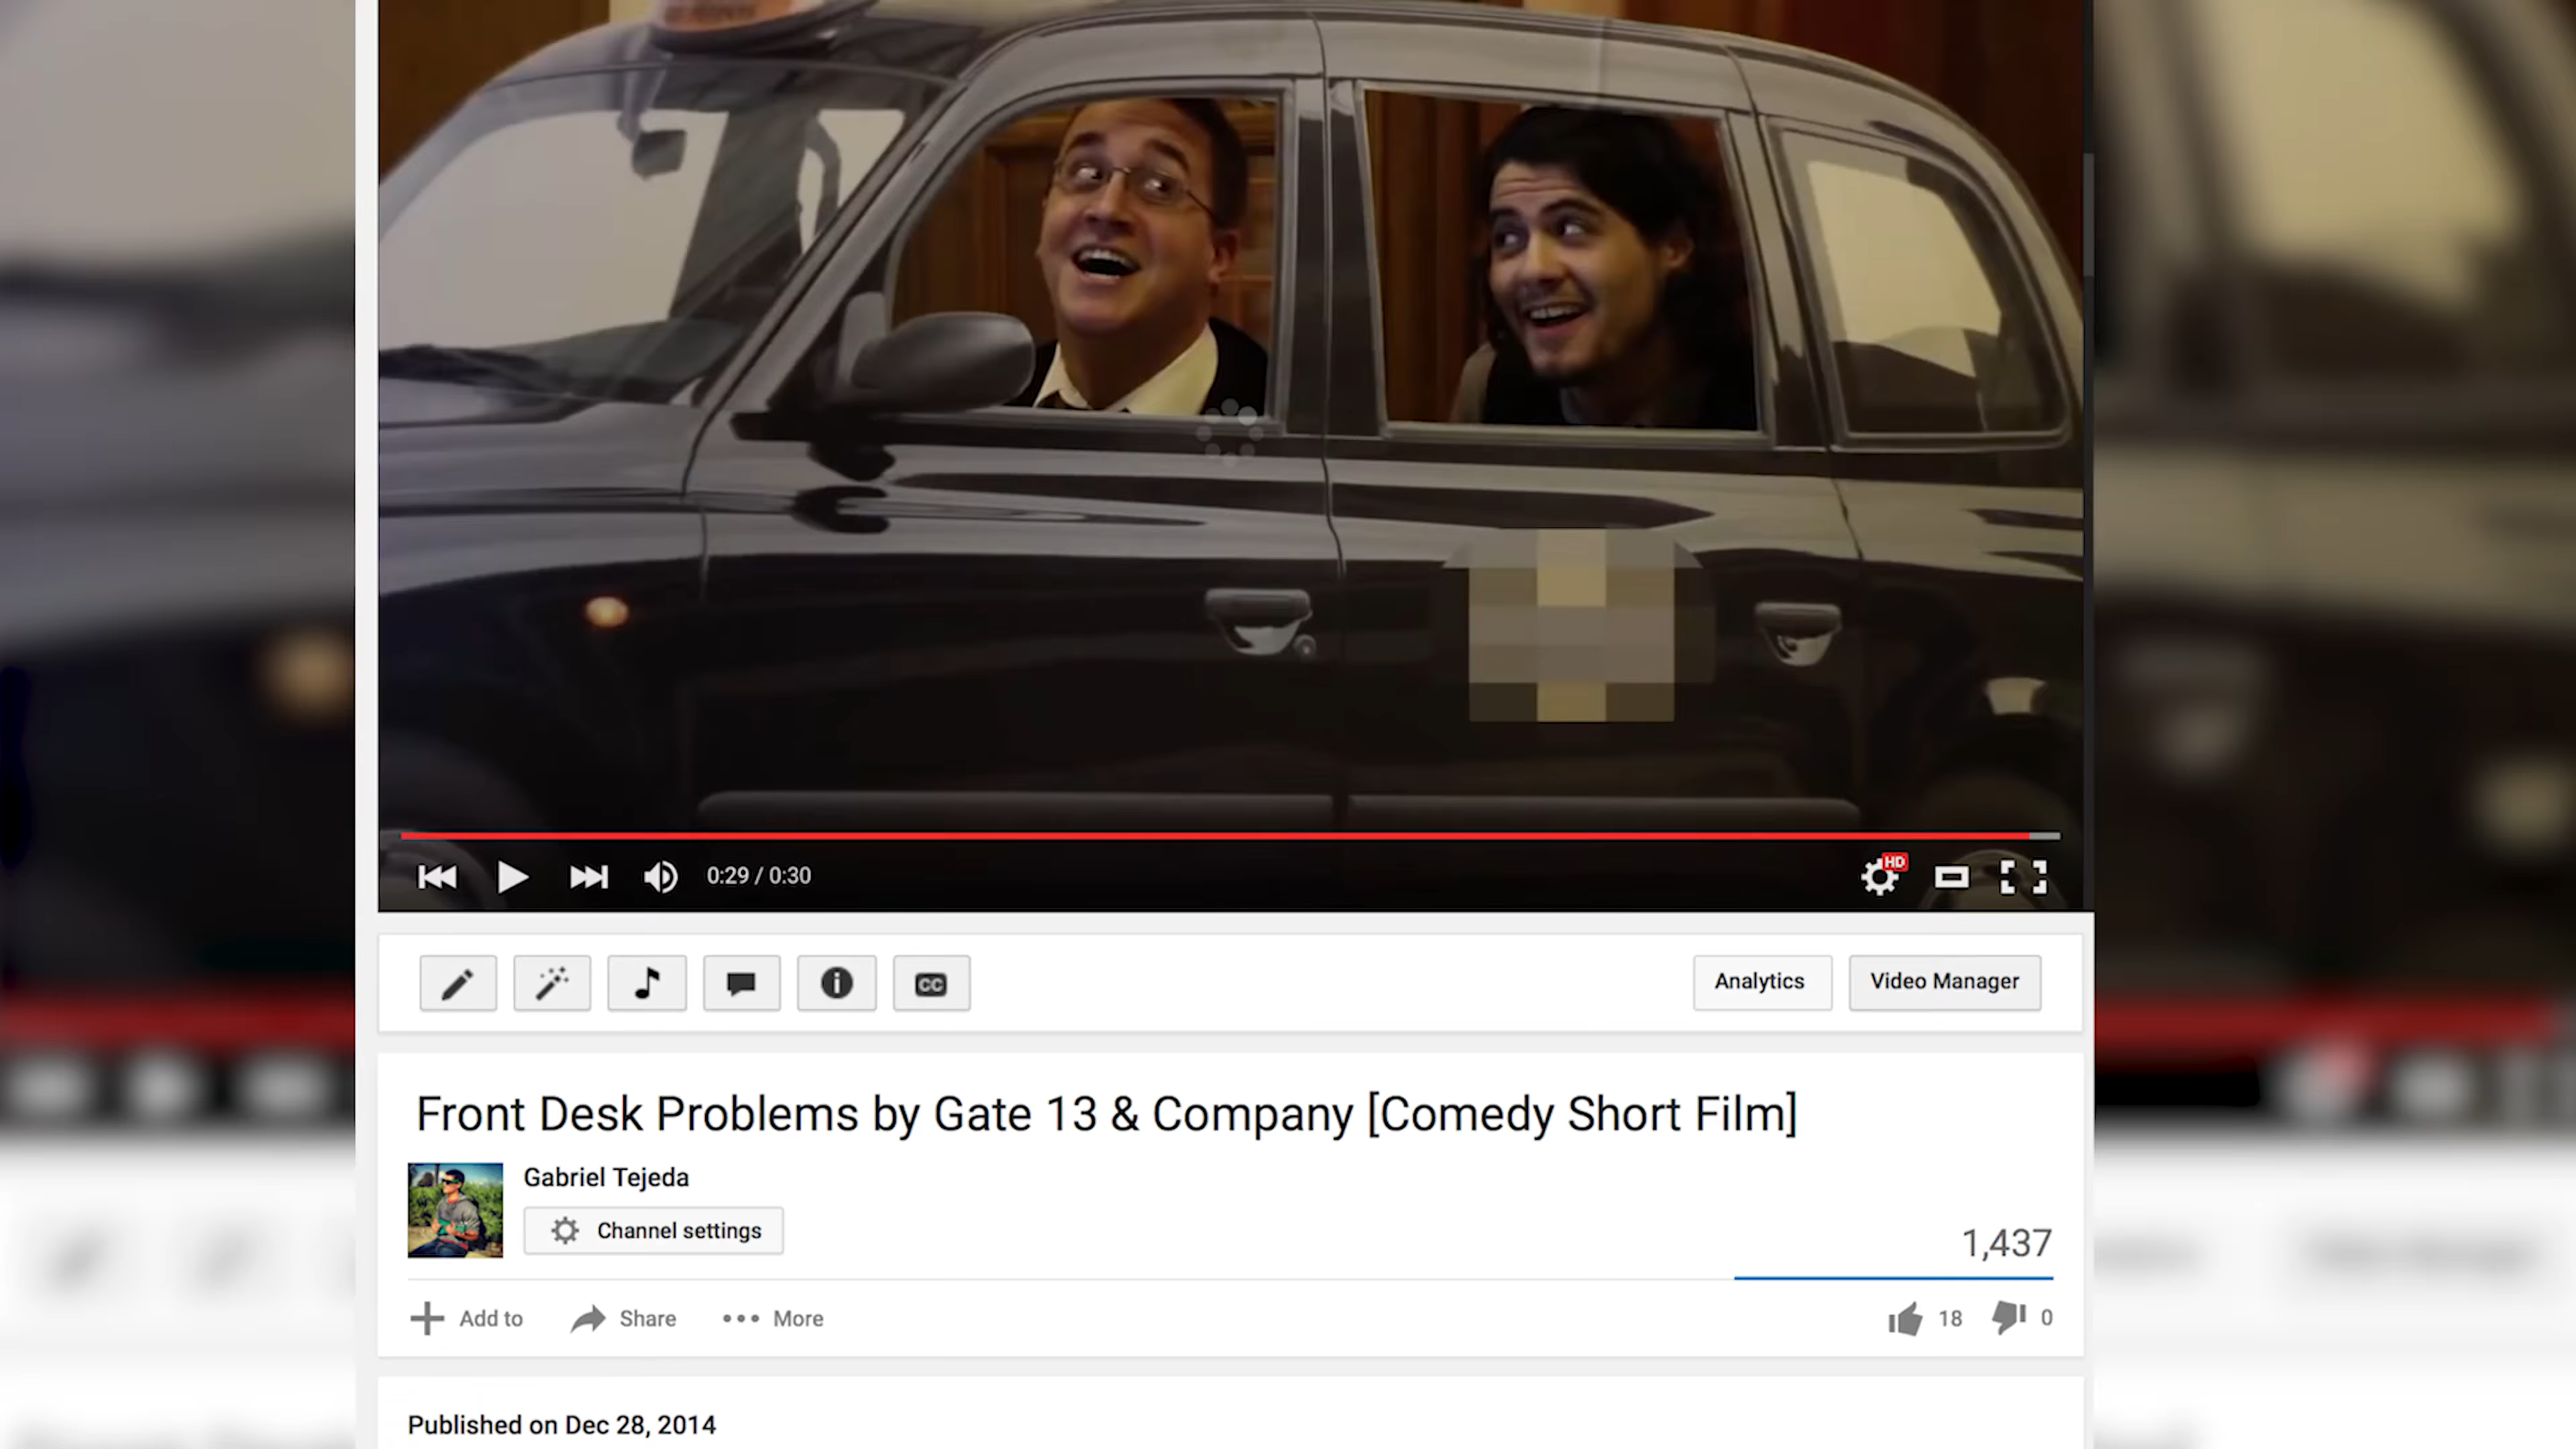 0:29 / 0:30
HD
CC
Analytics
Video Manager
Front Desk Problems by Gate 13 & Company [Comedy Short Film]
Gabriel Tejeda
Channel settings
1,437
Add to
Share
More
18
0
Published on Dec 28, 2014